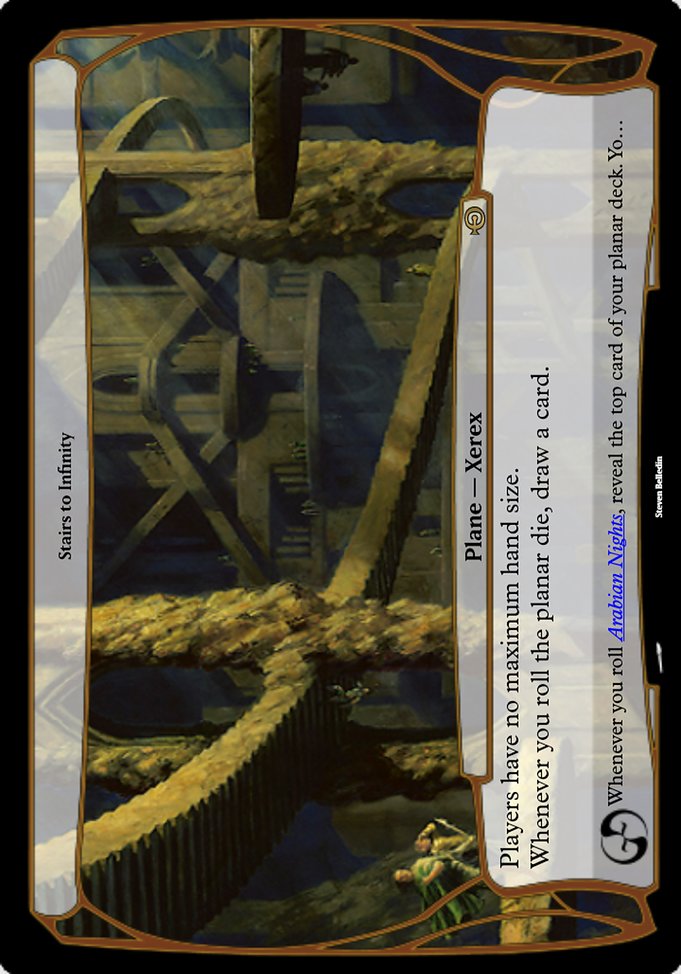 Stairs to Infinity
Plane — Xerex
Players have no maximum hand size.
Whenever you roll the planar die, draw a card.
Whenever you roll Arabian Nights, reveal the top card of your planar deck. Yo…
Steven Belledin